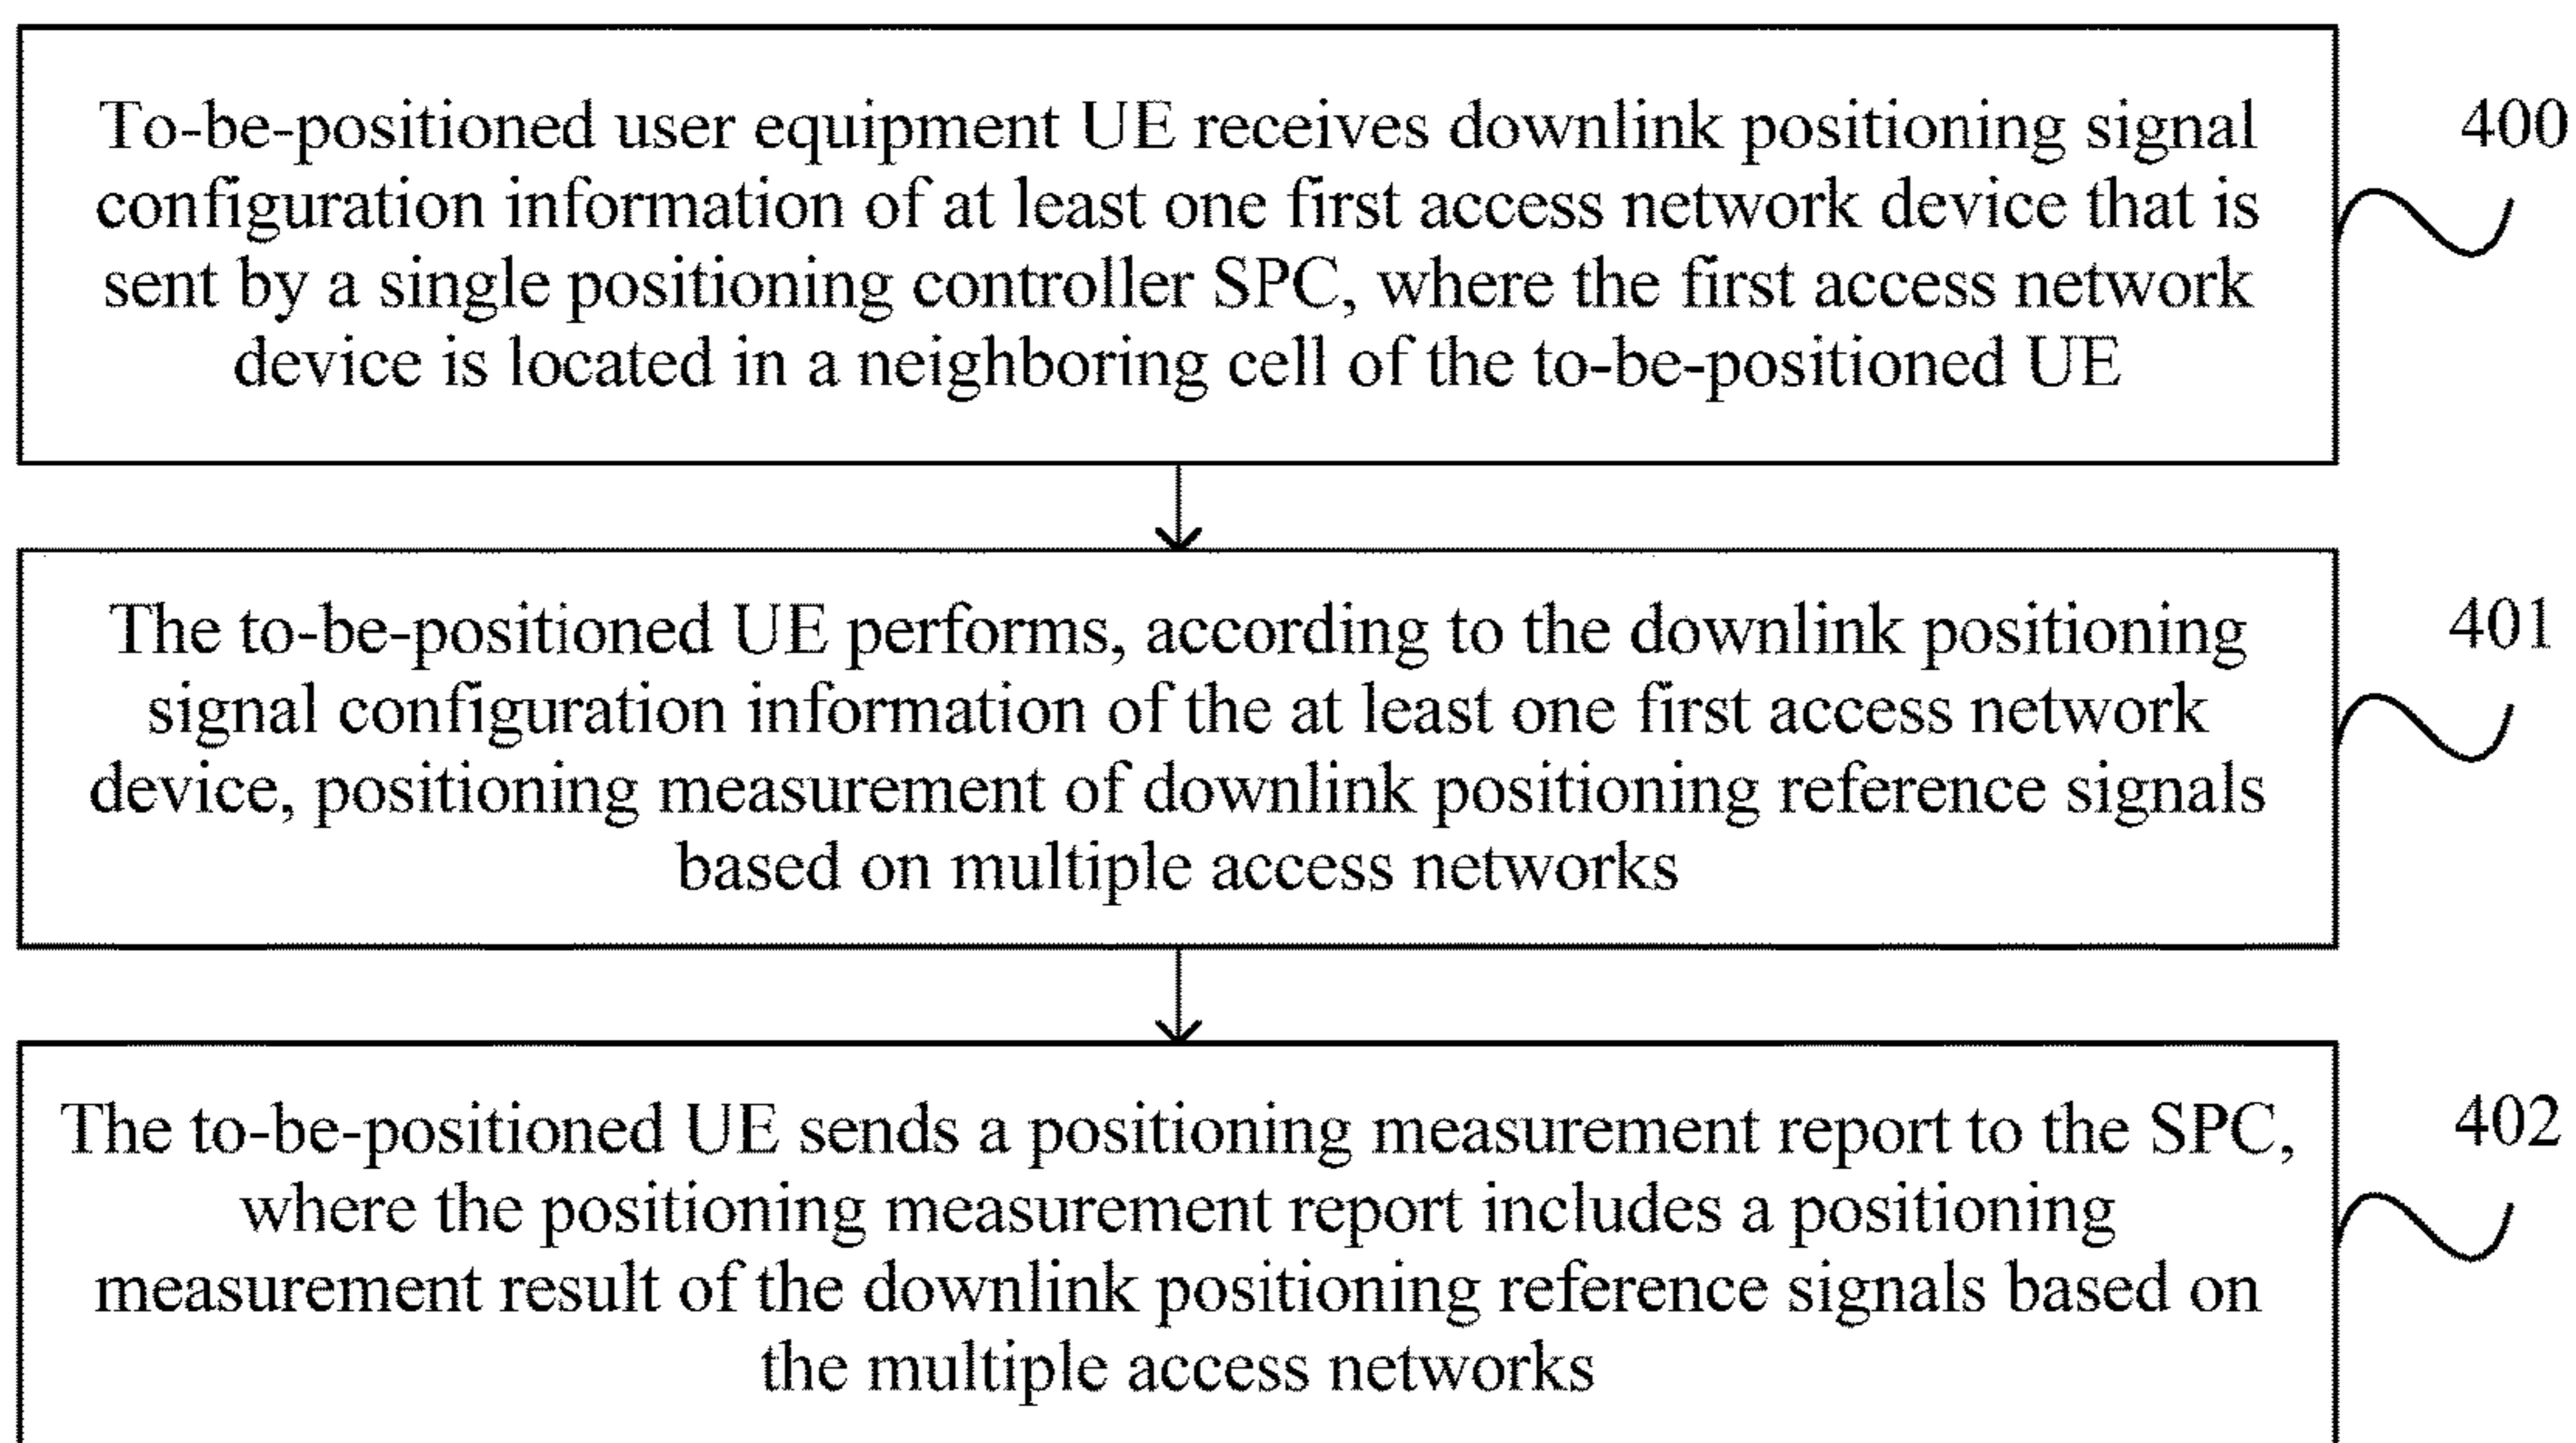 To-be-positioned user equipment UE receives downlink positioning signal
configuration information of at least one first access network device that is
sent by a single positioning controller SPC, where the first access network
device is located in a neighboring cell of the to-be-positioned UE
400
The to-be-positioned UE performs, according to the downlink positioning
signal configuration information of the at least one first access network
device, positioning measurement of downlink positioning reference signals
based on multiple access networks
401
The to-be-positioned UE sends a positioning measurement report to the SPC,
where the positioning measurement report includes a positioning
measurement result of the downlink positioning reference signals based on
the multiple access networks
402